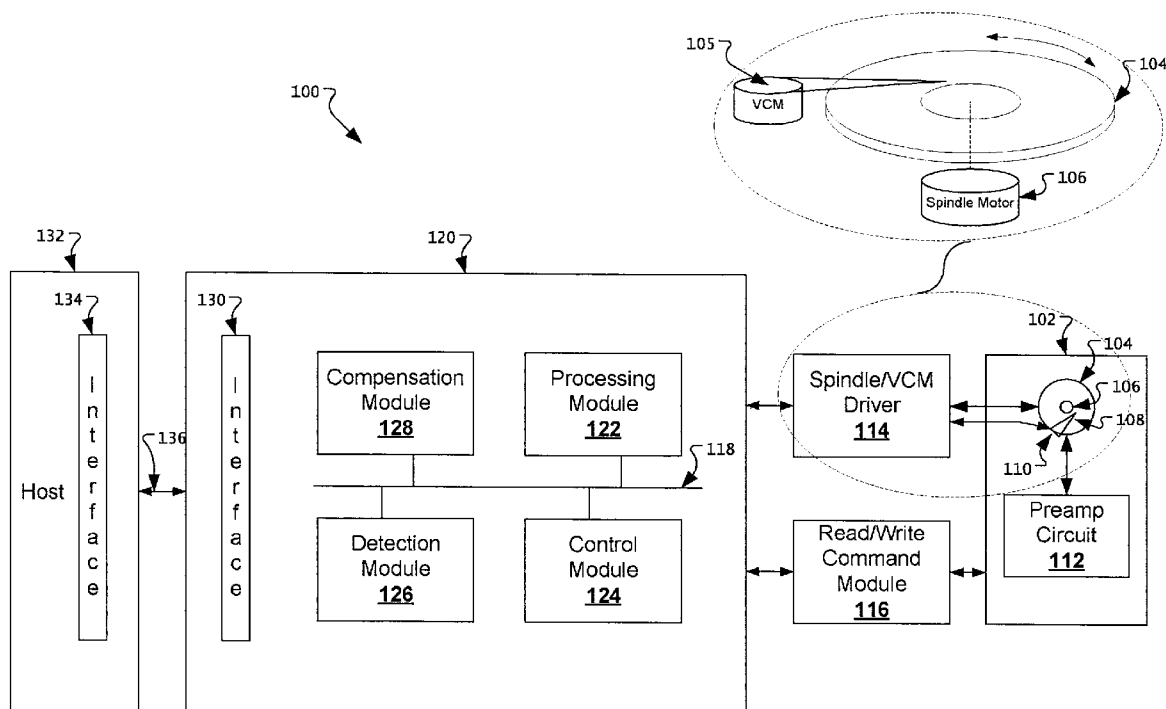 105
VCM
104
100
106
Spindle Motor
132
120
134
130
102
104
Interface
Interface
Compensation
Module
128
Processing
Module
122
Spindle/VCM
Driver
114
106
108
110
118
136
Host
Detection
Module
126
Control
Module
124
Read/Write
Command
Module
116
Preamp
Circuit
112